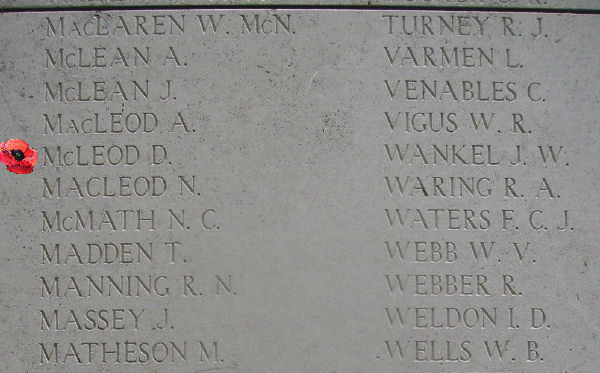 MacLAREN W. McN.
McLEAN A.
McLEAN J.
MacLEOD A.
McLEOD D.
MACLEOD N.
McMATH N. C.
MADDEN T.
MANNING R. N.
MASSEY J.
MATHESON M.
TURNEY R. J.
VARMEN L.
VENABLES C.
VIGUS W. R.
WANKEL J. W.
WARING R. A.
WATERS F. C. J.
WEBB W. V.
WEBBER R.
WELDON I. D.
WELLS W. B.